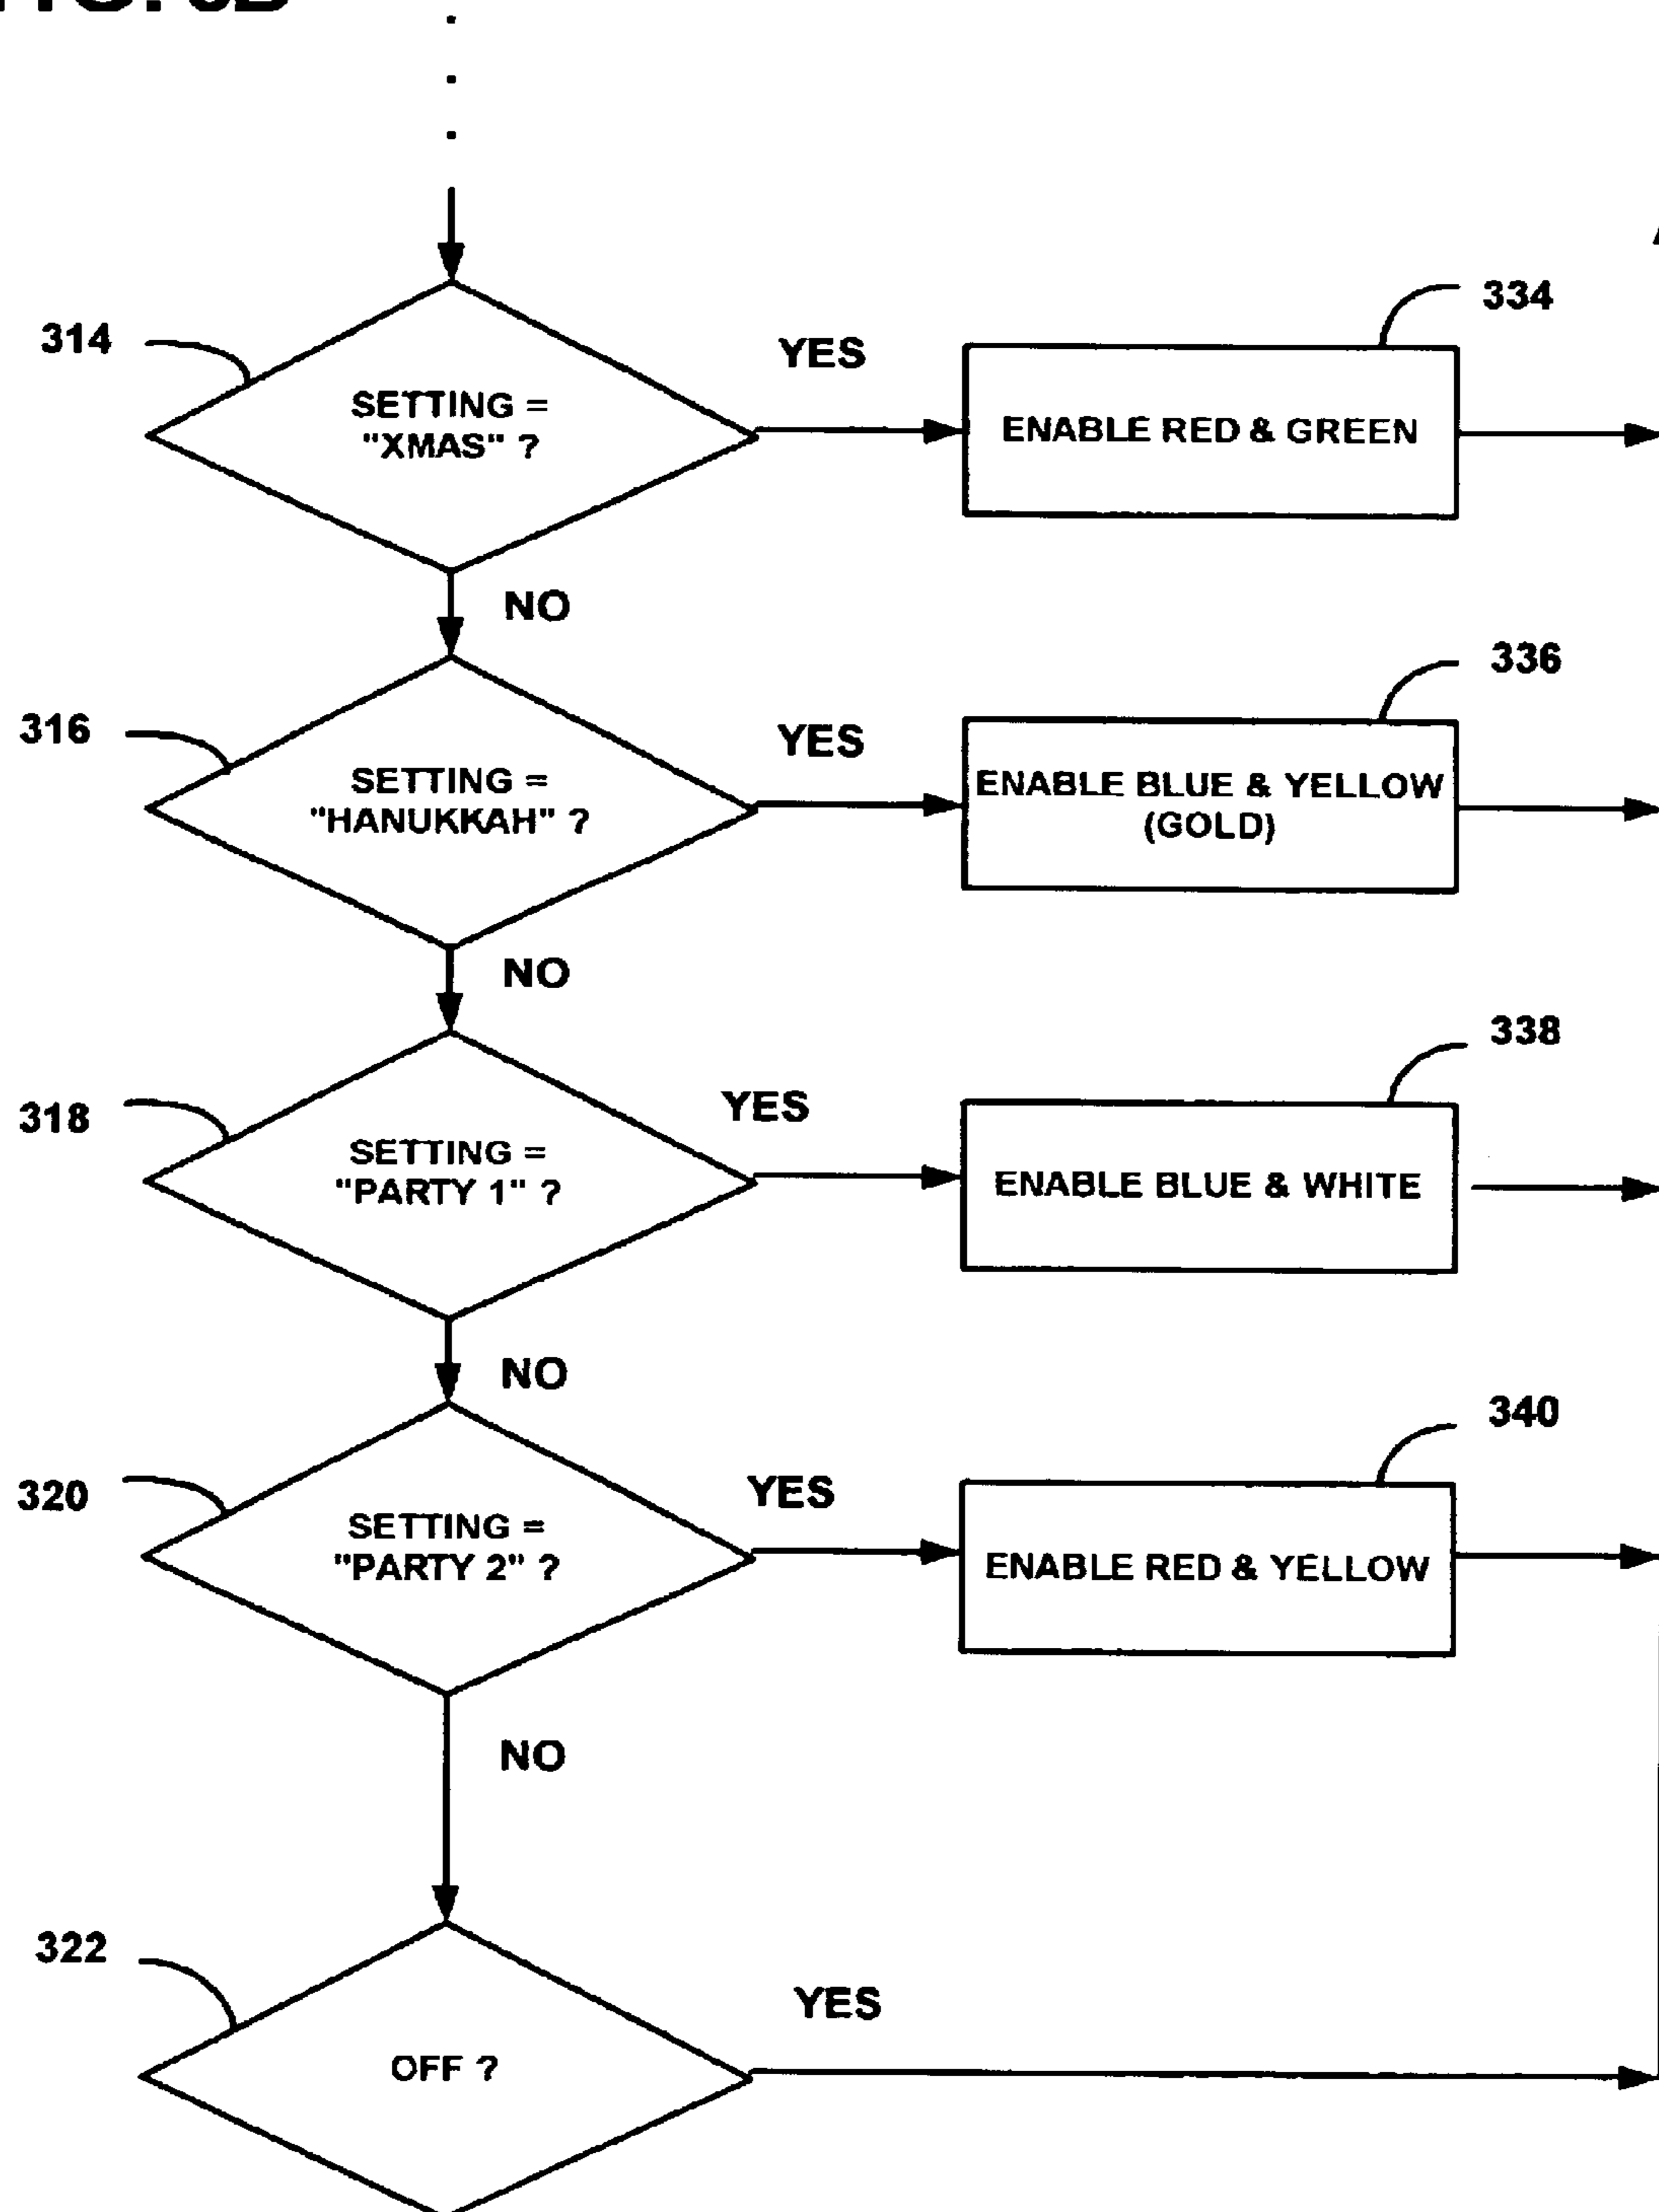 314
SETTING =
"XMAS" ?
YES
ENABLE RED & GREEN
334
NO
316
SETTING =
"HANUKKAH" ?
YES
ENABLE BLUE & YELLOW
(GOLD)
336
NO
318
SETTING =
"PARTY 1" ?
YES
ENABLE BLUE & WHITE
338
NO
320
SETTING =
"PARTY 2" ?
YES
ENABLE RED & YELLOW
340
NO
322
OFF ?
YES